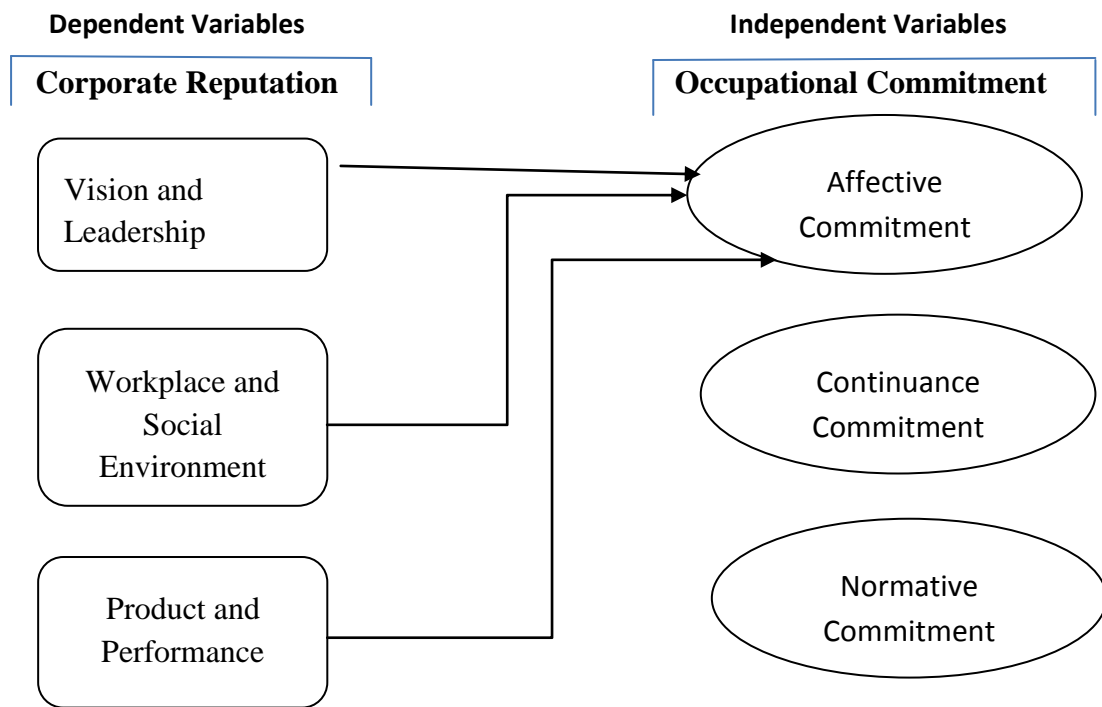 Dependent Variables
Independent Variables
Corporate Reputation
Occupational Commitment
Vision and
Leadership
Affective
Commitment
Workplace and
Social
Environment
Continuance
Commitment
Product and
Performance
Normative
Commitment